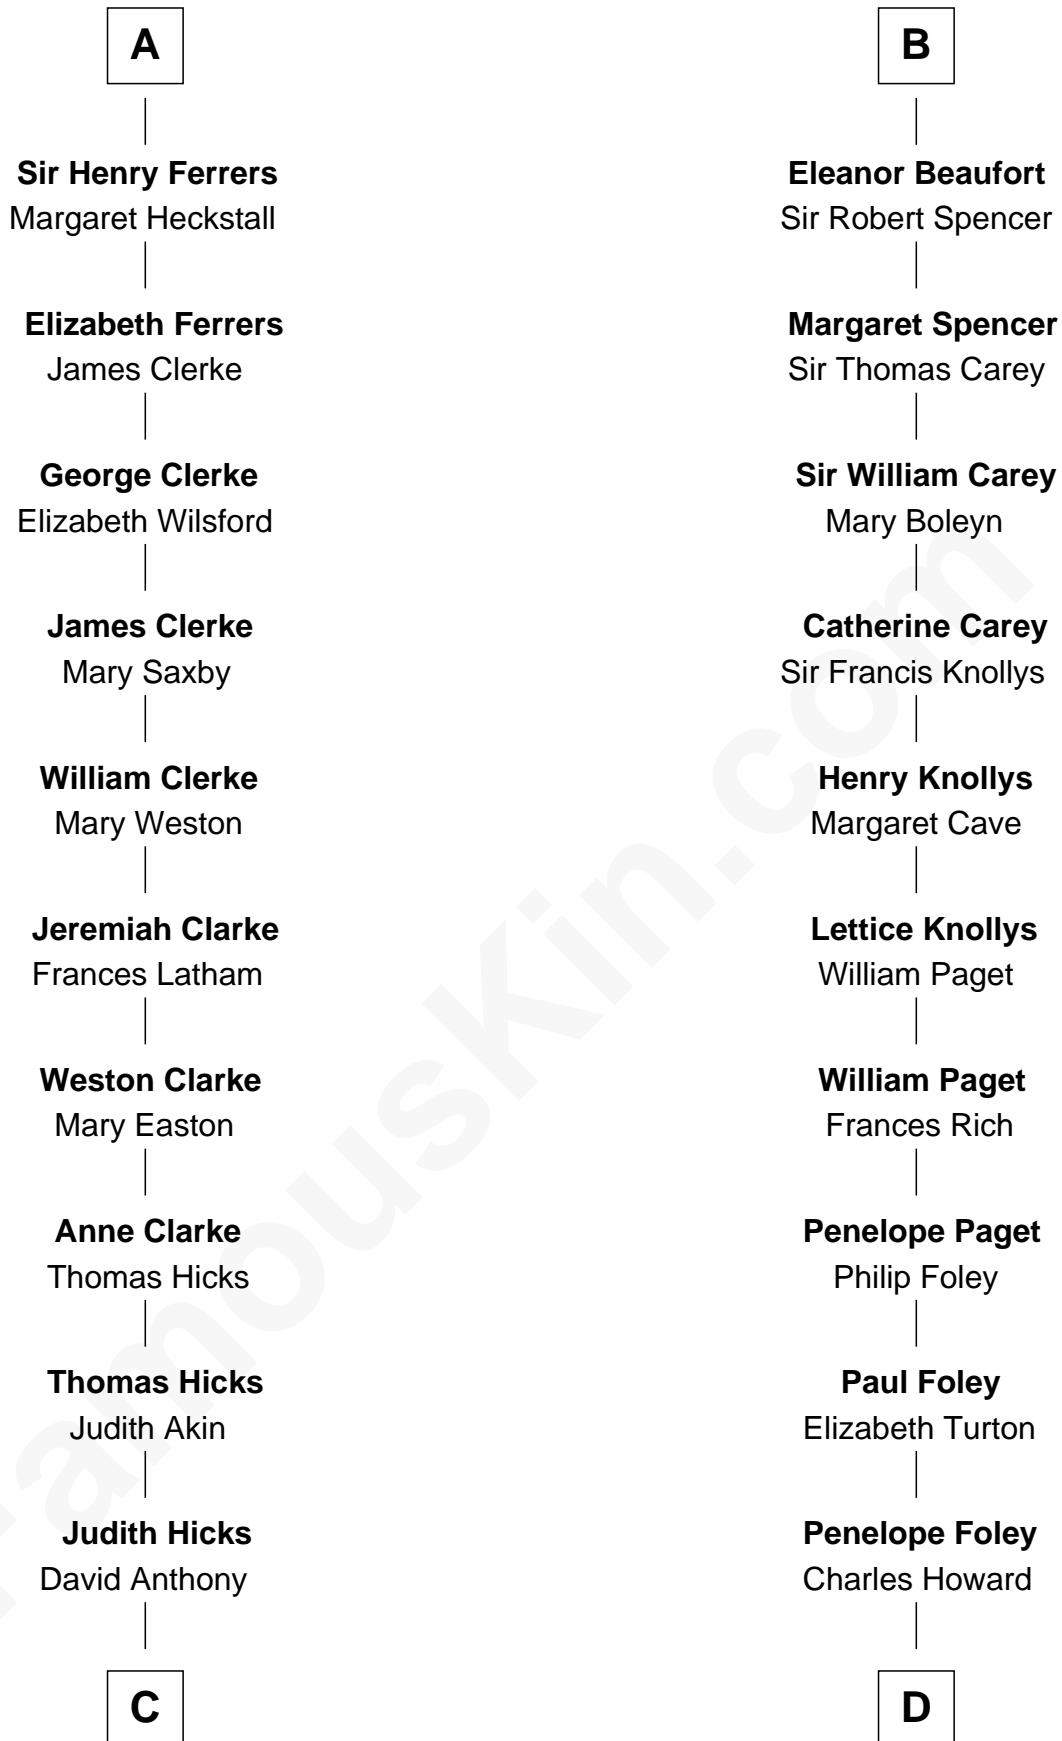 A
Sir Henry Ferrers
Margaret Heckstall
Elizabeth Ferrers
James Clerke
George Clerke
Elizabeth Wilsford
James Clerke
Mary Saxby
William Clerke
Mary Weston
Jeremiah Clarke
Frances Latham
Weston Clarke
Mary Easton
Anne Clarke
Thomas Hicks
Thomas Hicks
Judith Akin
Judith Hicks
David Anthony
C
B
Eleanor Beaufort
Sir Robert Spencer
Margaret Spencer
Sir Thomas Carey
Sir William Carey
Mary Boleyn
Catherine Carey
Sir Francis Knollys
Henry Knollys
Margaret Cave
Lettice Knollys
William Paget
William Paget
Frances Rich
Penelope Paget
Philip Foley
Paul Foley
Elizabeth Turton
Penelope Foley
Charles Howard
D
FamousKin.com